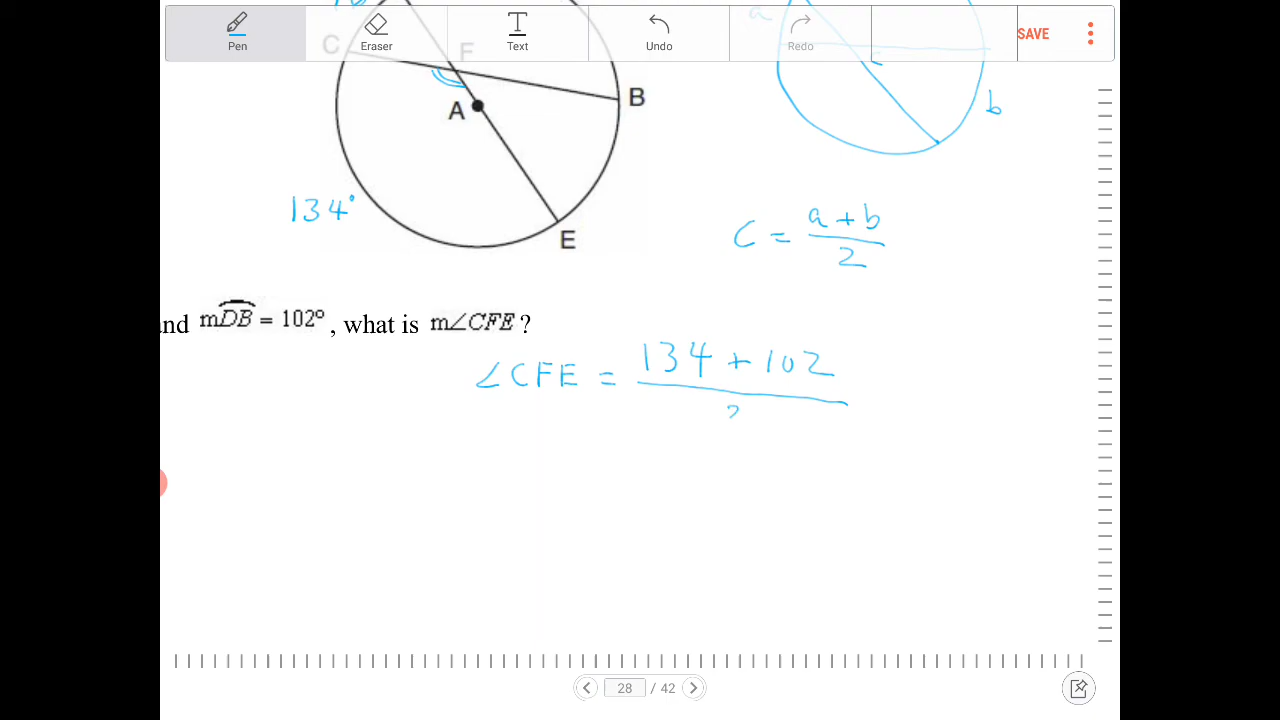 Pen
Eraser
Text
Undo
Redo
SAVE
C
F
B
A
E
134°
a
c
b
C = a + b / 2
and mDB = 102°, what is m∠CFE ?
∠CFE = 134 + 102 / 2
28 / 42